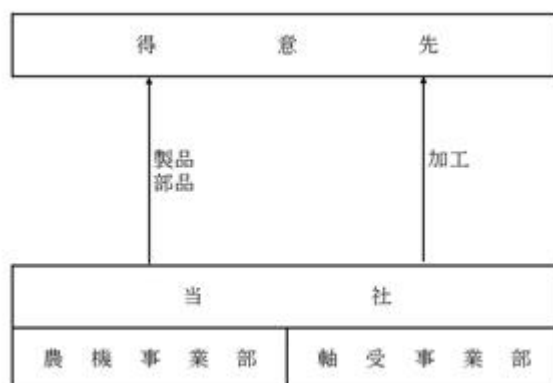 得意先
製品
部品
加工
当社
農機事業部
軸受事業部